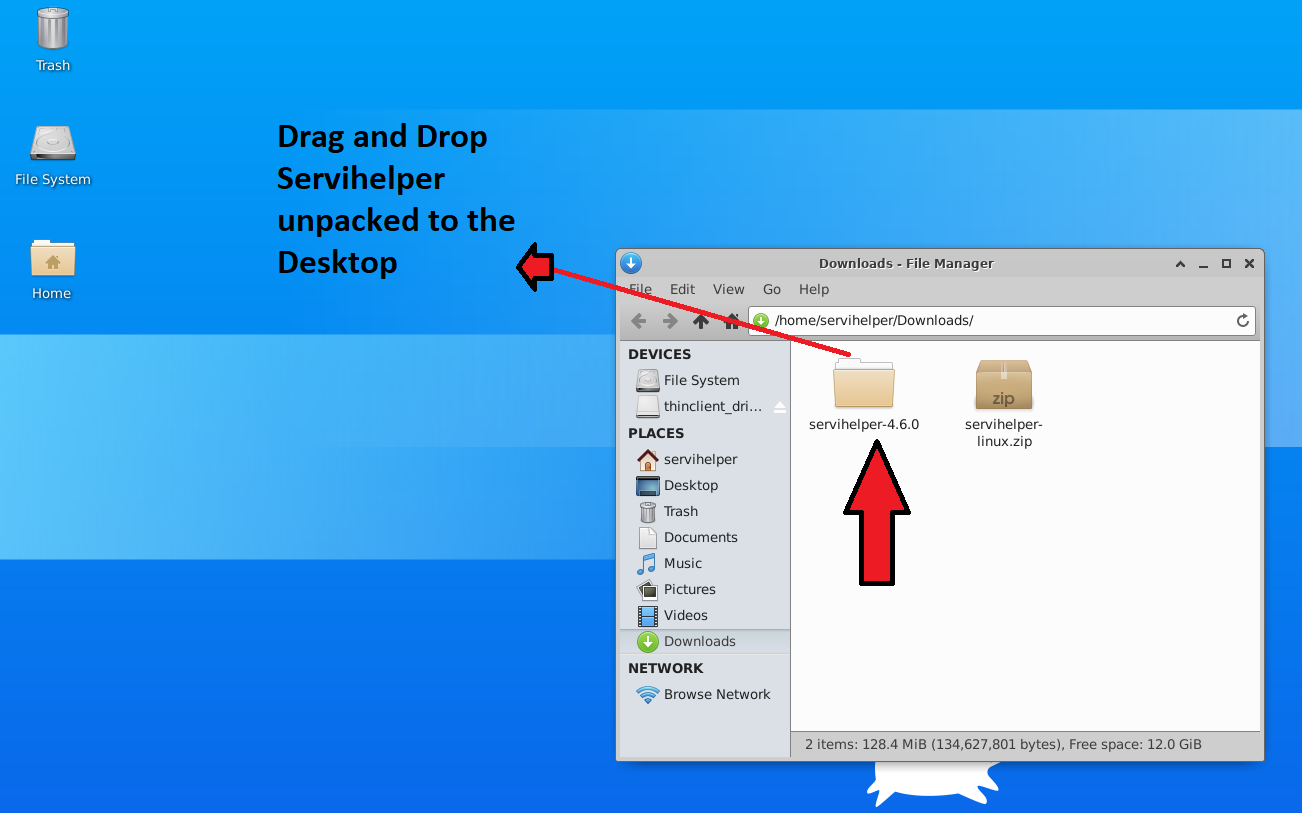 Trash
File System
Home
Drag and Drop
Servihelper
unpacked to the
Desktop
Downloads - File Manager
File Edit View Go Help
/home/servihelper/Downloads/
DEVICES
File System
thinclient_dri...
PLACES
servihelper
Desktop
Trash
Documents
Music
Pictures
Videos
Downloads
NETWORK
Browse Network
servihelper-4.6.0
zip
servihelper-
linux.zip
2 items: 128.4 MiB (134,627,801 bytes), Free space: 12.0 GiB